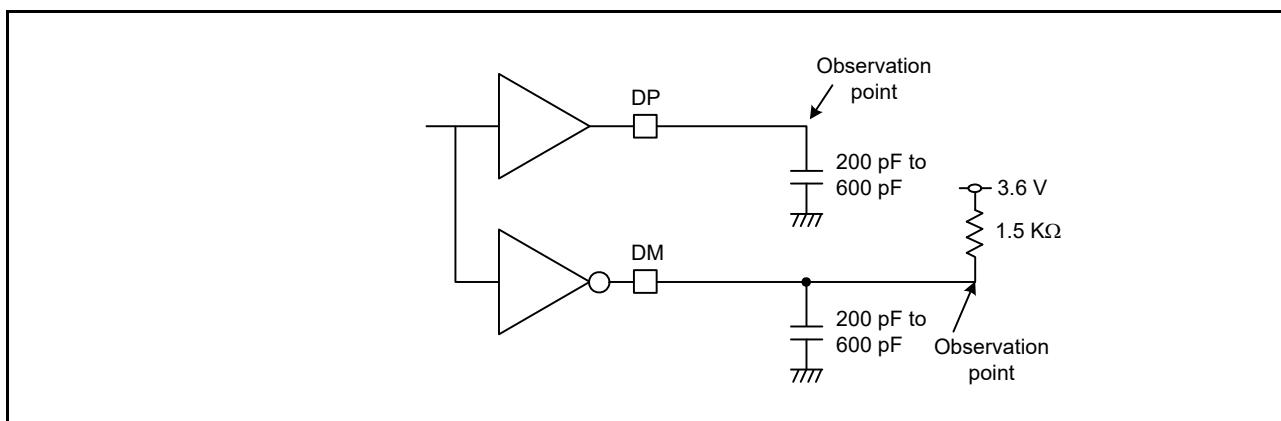 Observation
point
DP
200 pF to
600 pF
3.6 V
1.5 KΩ
DM
200 pF to
600 pF
Observation
point